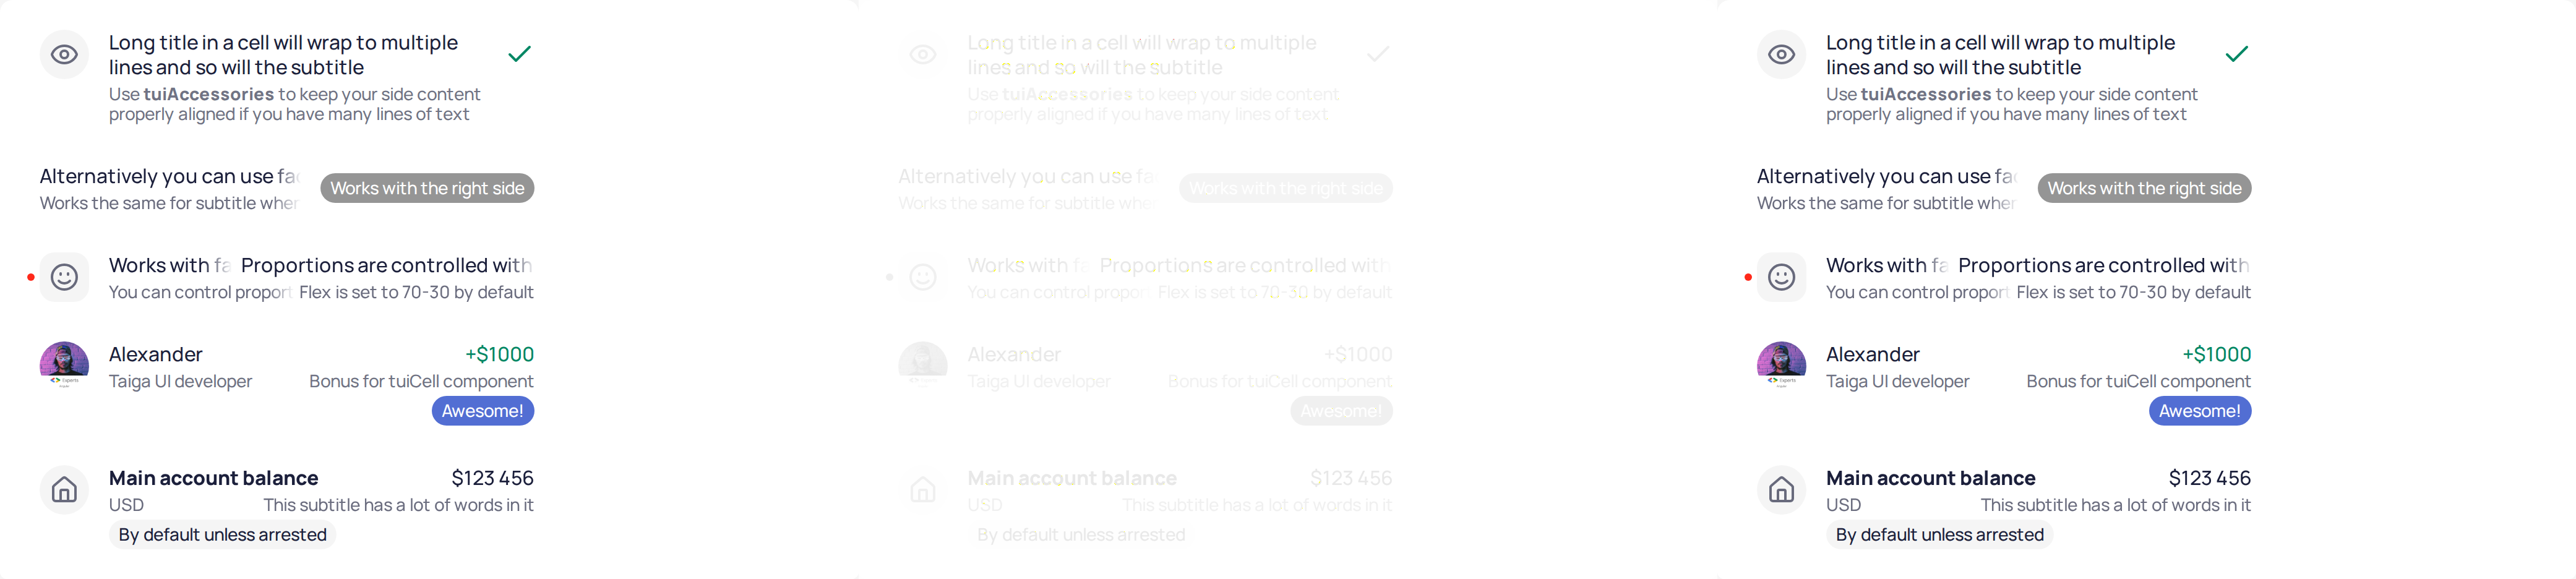 Long title in a cell will wrap to multiple
lines and so will the subtitle
Use tuiAccessories to keep your side content
properly aligned if you have many lines of text
Alternatively you can use fac
Works the same for subtitle when
Works with the right side
Works with fa
Proportions are controlled with
You can control proport
Flex is set to 70-30 by default
Alexander
+$1000
Taiga UI developer
Bonus for tuiCell component
Awesome!
Main account balance
$123 456
USD
This subtitle has a lot of words in it
By default unless arrested
Long title in a cell will wrap to multiple
lines and so will the subtitle
Use tuiAccessories to keep your side content
properly aligned if you have many lines of text
Alternatively you can use fa
Works the same for subtitle whe
Works with the right side
Works with fa
Proportions are controlled with
You can control propor
Flex is set to 70-30 by default
Alexander
+$1000
Taiga UI developer
Bonus for tuiCell component
Awesome!
Main account balance
$123 456
USD
This subtitle has a lot of words in it
By default unless arrested
Long title in a cell will wrap to multiple
lines and so will the subtitle
Use tuiAccessories to keep your side content
properly aligned if you have many lines of text
Alternatively you can use fac
Works the same for subtitle when
Works with the right side
Works with fa
Proportions are controlled with
You can control proport
Flex is set to 70-30 by default
Alexander
+$1000
Taiga UI developer
Bonus for tuiCell component
Awesome!
Main account balance
$123 456
USD
This subtitle has a lot of words in it
By default unless arrested